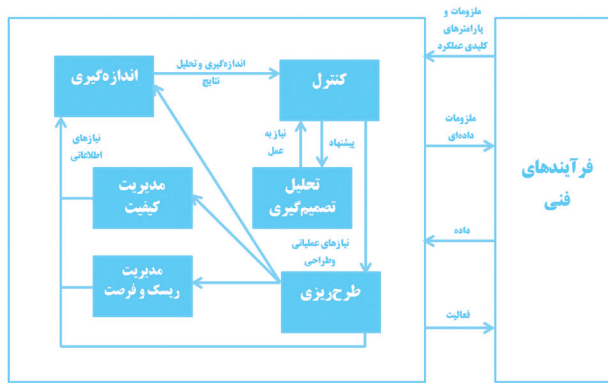 ملزومات و
پارامترهای
کلیدی عملکرد
اندازه‌گیری
اندازه‌گیری و تحلیل
نتایج
کنترل
ملزومات
داده‌ای
نیازهای
اطلاعاتی
نیاز به
عمل
پیشنهاد
فرآیندهای
فنی
مدیریت
کیفیت
تحلیل
تصمیم‌گیری
داده
نیازهای عملیاتی
وطراحی
مدیریت
ریسک و فرصت
طرح‌ریزی
فعالیت